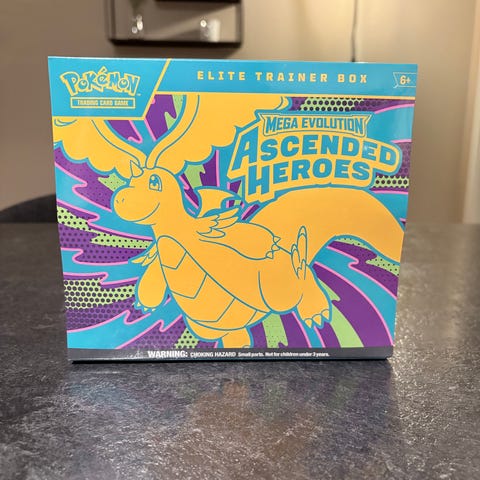 POKéMON
TRADING CARD GAME
ELITE TRAINER BOX
6+
MEGA EVOLUTION
ASCENDED
HEROES
WARNING: CHOKING HAZARD Small parts. Not for children under 3 years.